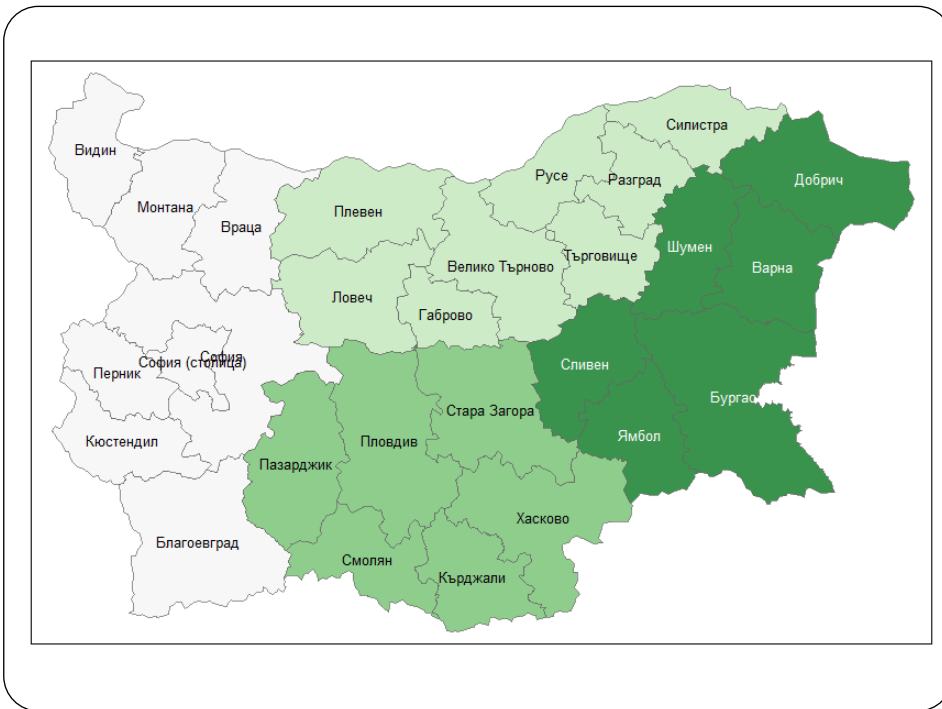 Силистра
Видин
Русе
Разград
Добрич
Монтана
Плевен
Враца
Шумен
Търговище
Велико Търново
Варна
Ловеч
Габрово
София
София (столица)
Перник
Сливен
Бургас
Стара Загора
Кюстендил
Пловдив
Ямбол
Пазарджик
Хасково
Благоевград
Смолян
Кърджали